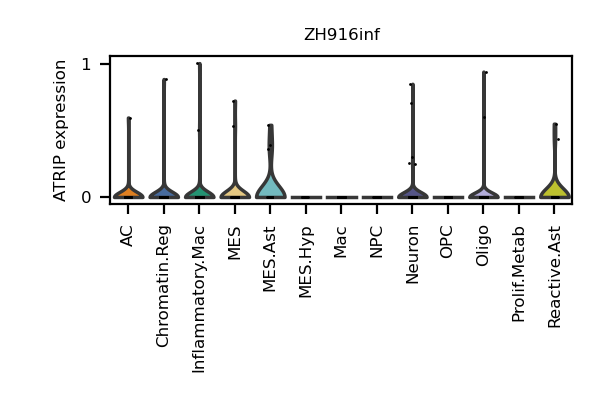 ZH916inf
ATRIP expression
1
0
AC
Chromatin.Reg
Inflammatory.Mac
MES
MES.Ast
MES.Hyp
Mac
NPC
Neuron
OPC
Oligo
Prolif.Metab
Reactive.Ast